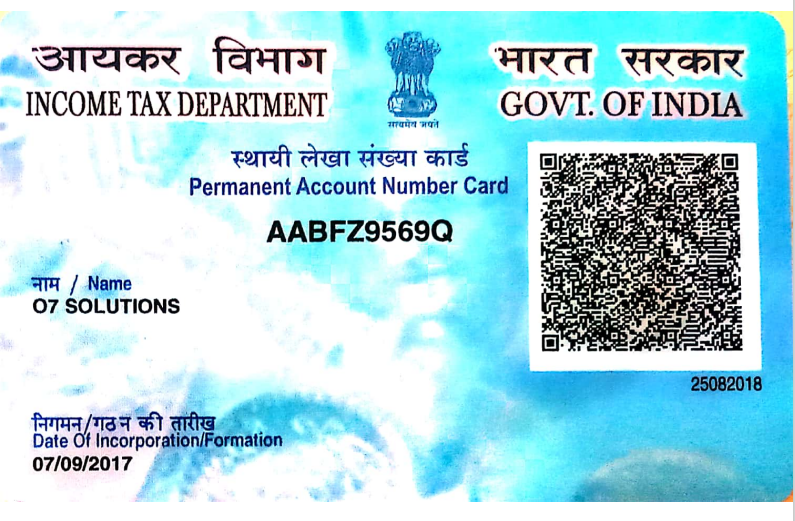 आयकर विभाग
INCOME TAX DEPARTMENT
भारत सरकार
GOVT. OF INDIA
सत्यमेव जयते
स्थायी लेखा संख्या कार्ड
Permanent Account Number Card
AABFZ9569Q
नाम / Name
O7 SOLUTIONS
25082018
निगमन/गठन की तारीख
Date Of Incorporation/Formation
07/09/2017